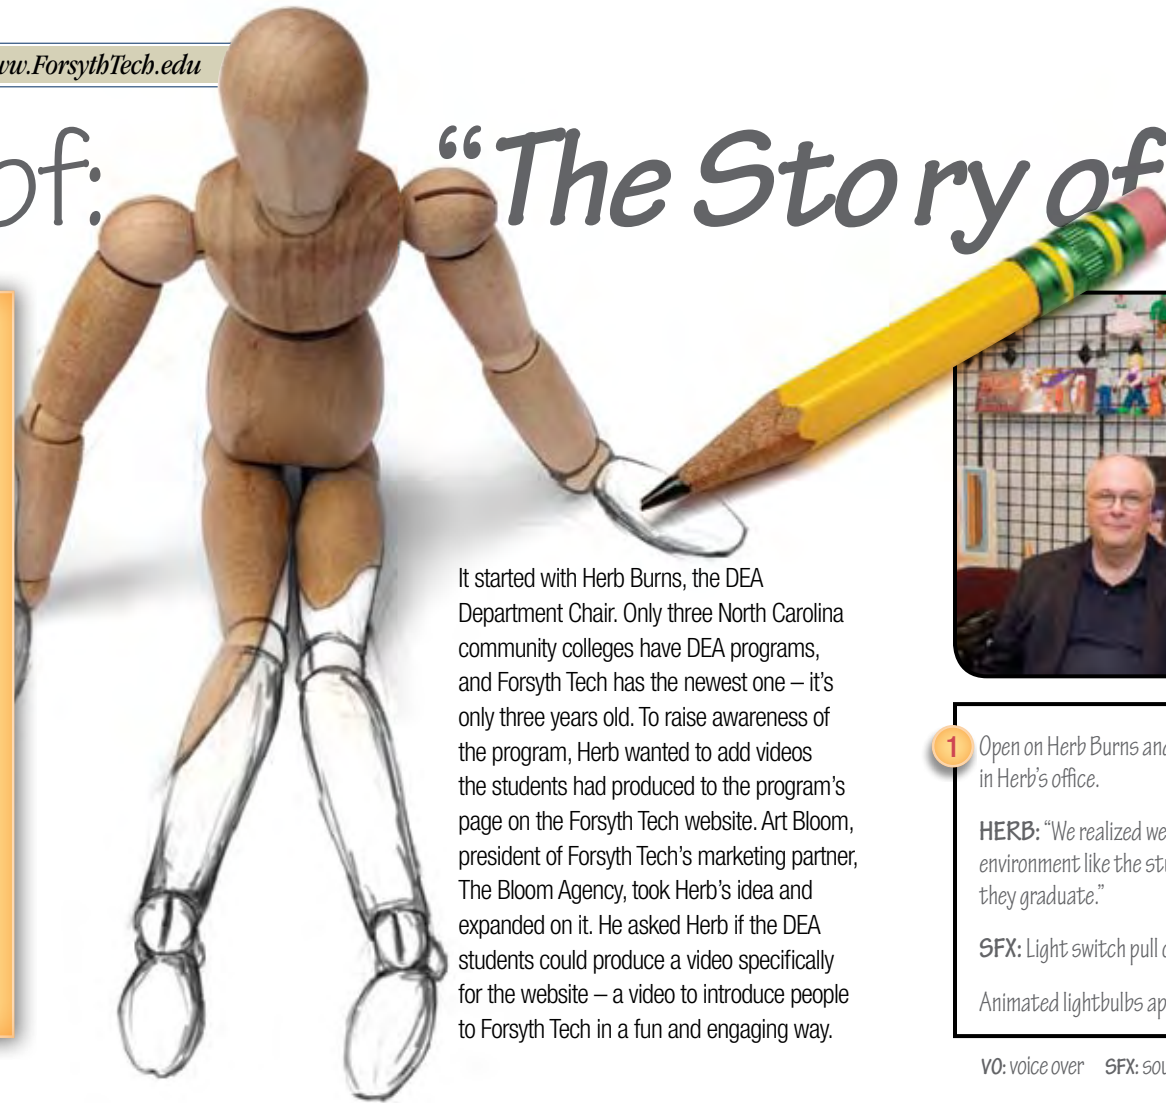 ww.ForsythTech.edu
of: “The Story of
It started with Herb Burns, the DEA
Department Chair. Only three North Carolina
community colleges have DEA programs,
and Forsyth Tech has the newest one – it’s
only three years old. To raise awareness of
the program, Herb wanted to add videos
the students had produced to the program’s
page on the Forsyth Tech website. Art Bloom,
president of Forsyth Tech’s marketing partner,
The Bloom Agency, took Herb’s idea and
expanded on it. He asked Herb if the DEA
students could produce a video specifically
for the website – a video to introduce people
to Forsyth Tech in a fun and engaging way.
1
Open on Herb Burns and
in Herb’s office.
HERB: “We realized we
environment like the stu
they graduate.”
SFX: Light switch pull
Animated lightbulbs ap
VO: voice over SFX: sou